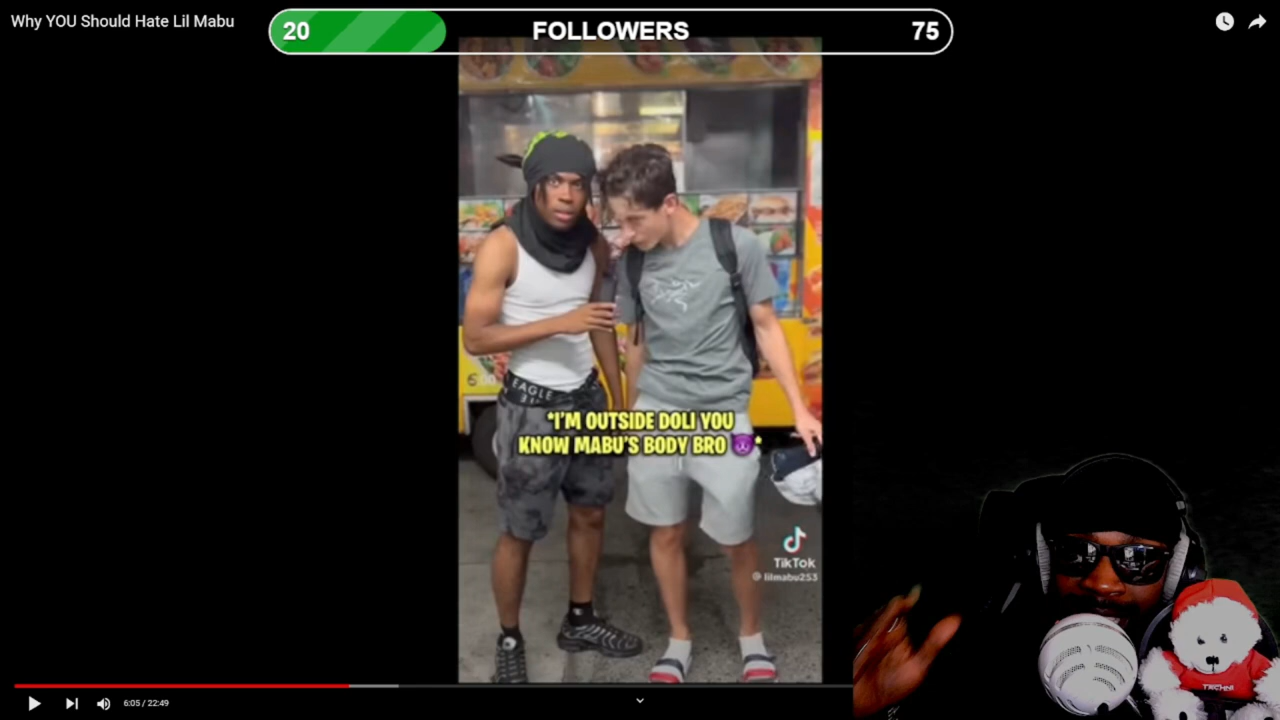 Why YOU Should Hate Lil Mabu
20 FOLLOWERS 75
EAGLE
*I'M OUTSIDE DOLI YOU
KNOW MABU'S BODY BRO 😈*
TikTok
@lilmabu253
6:05 / 22:49